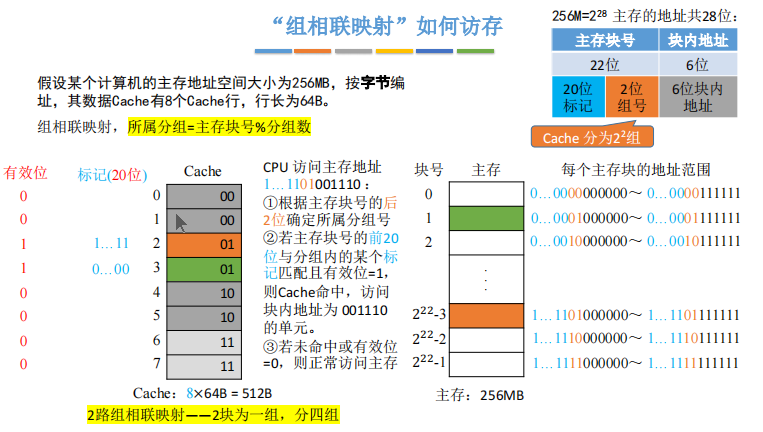 “组相联映射”如何访存
256M=2²⁸ 主存的地址共28位：
主存块号 块内地址
22位 6位
20位标记 2位组号 6位块内地址
Cache 分为2²组
假设某个计算机的主存地址空间大小为256MB，按字节编
址，其数据Cache有8个Cache行，行长为64B。
组相联映射，所属分组=主存块号%分组数
有效位 标记(20位) Cache
0 0 00
0 1 00
1 1…11 2 01
1 0…00 3 01
0 4 10
0 5 10
0 6 11
0 7 11
Cache：8×64B = 512B
2路组相联映射——2块为一组，分四组
CPU 访问主存地址
1…1101001110：
①根据主存块号的后
2位确定所属分组号
②若主存块号的前20
位与分组内的某个标
记匹配且有效位=1，
则Cache命中，访问
块内地址为 001110
的单元。
③若未命中或有效位
=0，则正常访问主存
块号 主存 每个主存块的地址范围
0 0…0000000000～ 0…0000111111
1 0…0001000000～ 0…0001111111
2 0…0010000000～ 0…0010111111
2²²-3 1…1101000000～ 1…1101111111
2²²-2 1…1110000000～ 1…1110111111
2²²-1 1…1111000000～ 1…1111111111
主存：256MB